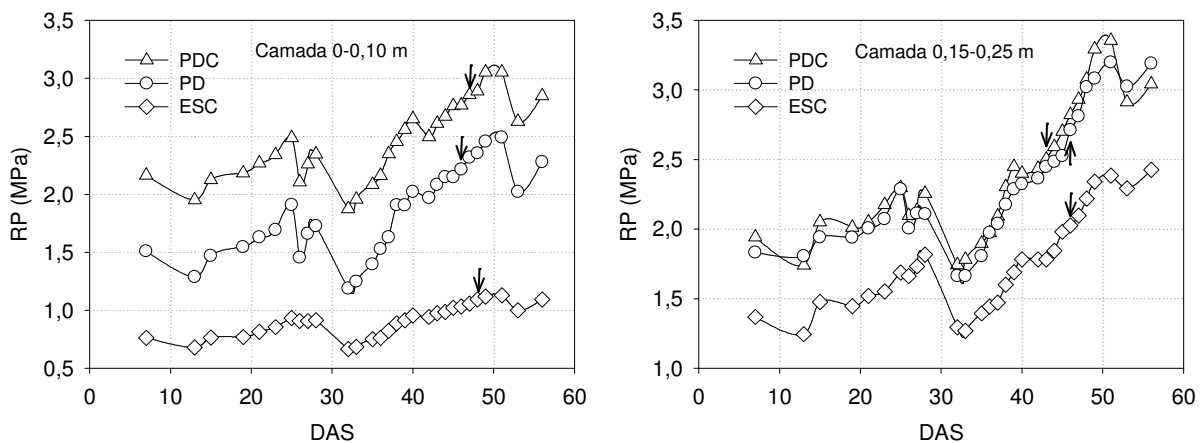 3,5
3,0
2,5
2,0
1,5
1,0
0,5
RP (MPa)
Camada 0-0,10 m
PDC
PD
ESC
0 10 20 30 40 50 60
DAS
3,5
3,0
2,5
2,0
1,5
1,0
RP (MPa)
Camada 0,15-0,25 m
PDC
PD
ESC
0 10 20 30 40 50 60
DAS